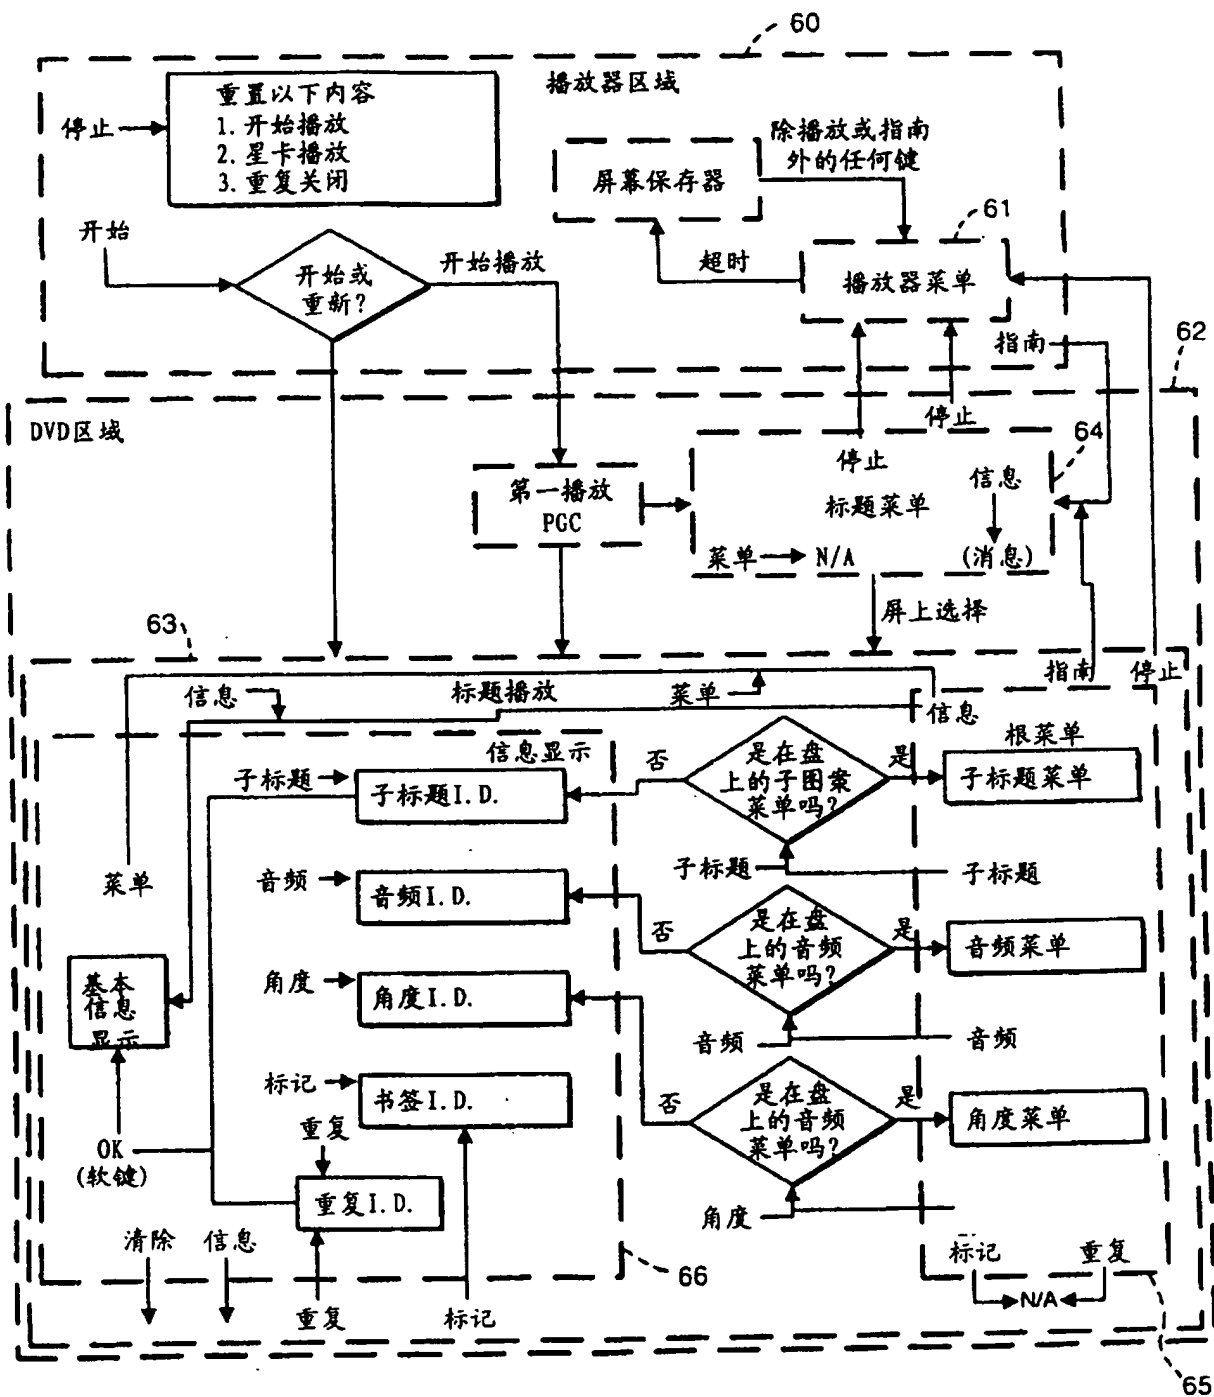 60
播放器区域
重置以下内容
1. 开始播放
2. 星卡播放
3. 重复关闭
停止
除播放或指南
外的任何键
屏幕保存器
61
开始
开始播放
超时
开始或
重新?
播放器菜单
指南
62
DVD区域
停止
64
停止
信息
标题菜单
第一播放
PGC
菜单
N/A
(消息)
屏上选择
63
指南
停止
信息
标题播放
菜单
信息
信息显示
根菜单
子标题
子标题I.D.
否
是在盘
上的子图案
菜单吗?
是
子标题菜单
菜单
子标题
子标题
音频
音频I.D.
否
是在盘
上的音频
菜单吗?
是
音频菜单
基本
信息
显示
角度
角度I.D.
音频
音频
标记
书签I.D.
否
是在盘
上的音频
菜单吗?
是
角度菜单
重复
OK
(软键)
重复I.D.
角度
清除
信息
66
标记
重复
N/A
重复
标记
65